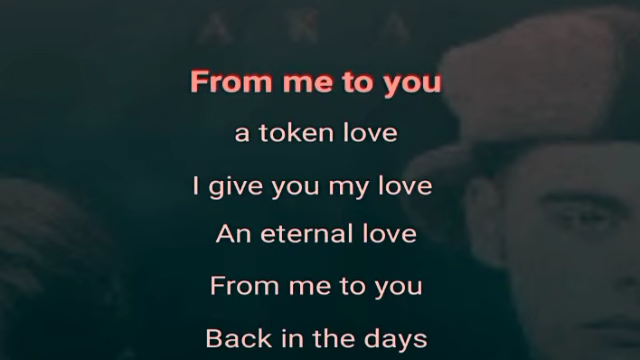 A K A
From me to you
a token love
I give you my love
An eternal love
From me to you
Back in the days